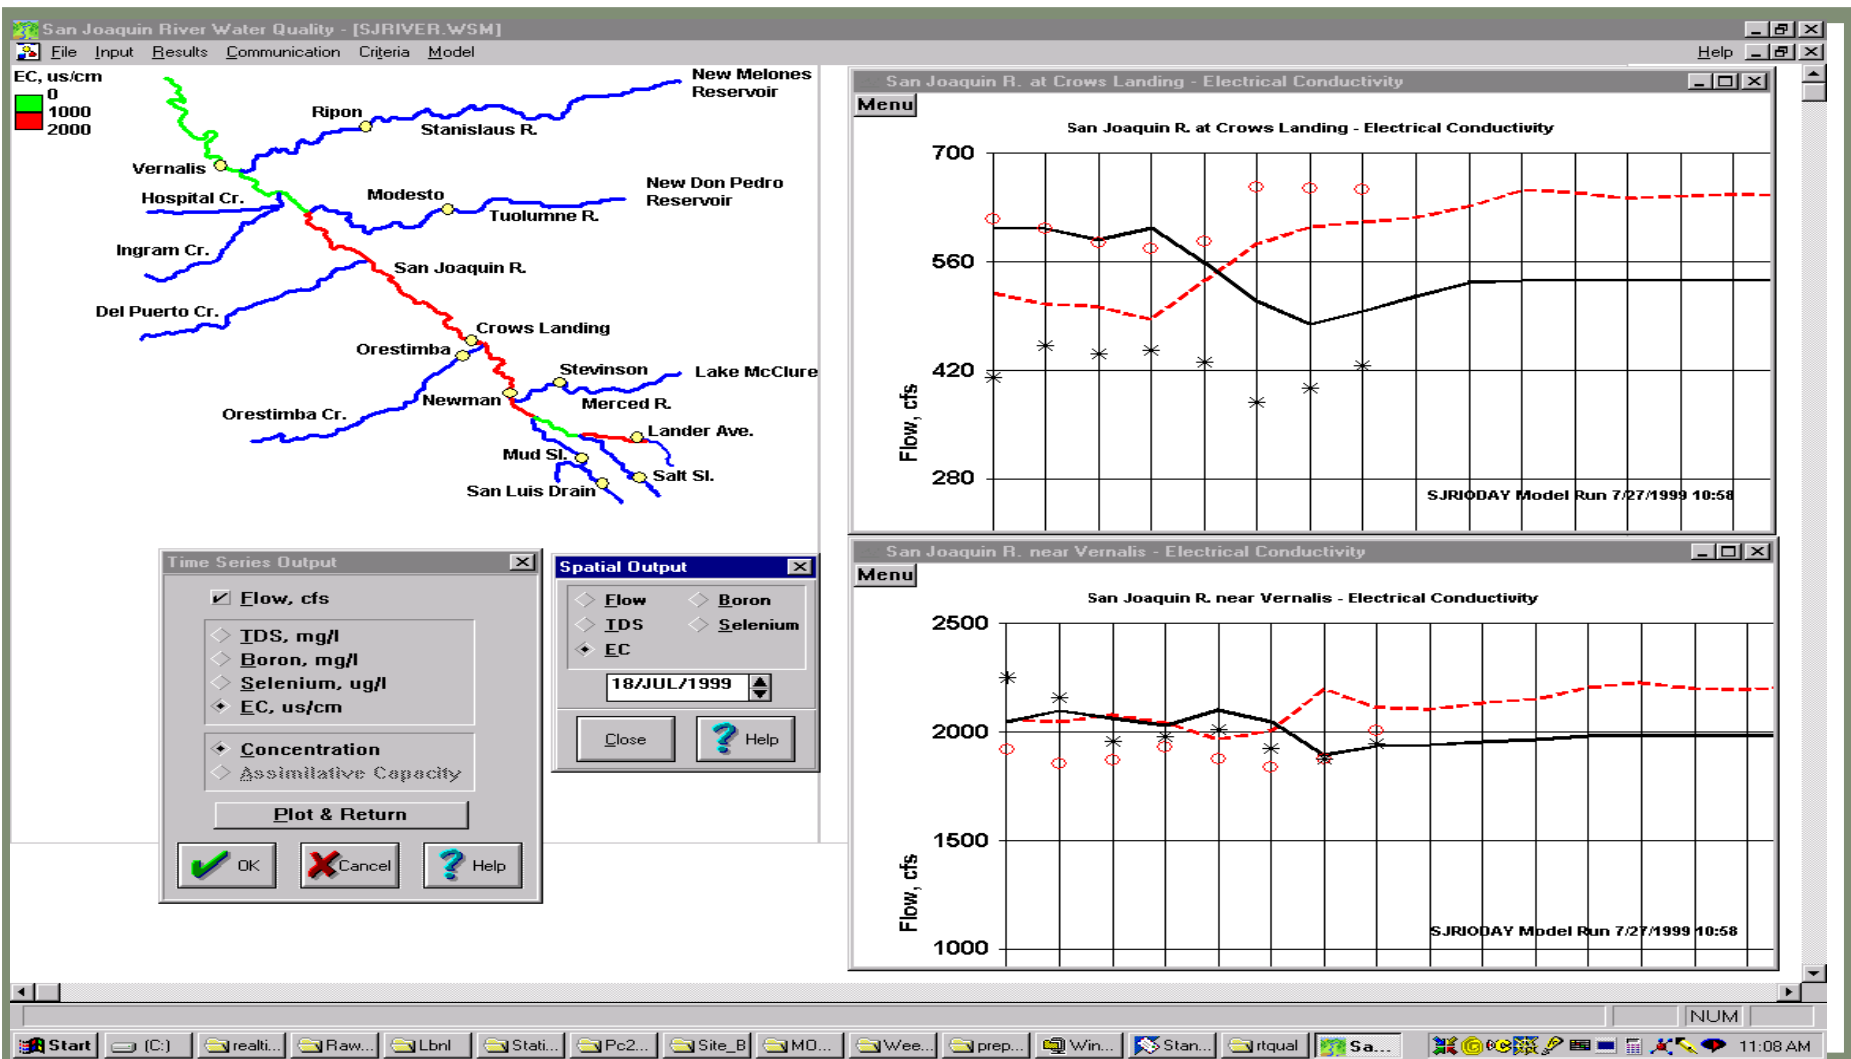 San Joaquin River Water Quality - [SJRIVER.WSM]
File Input Results Communication Criteria Model Help
EC, us/cm
0
1000
2000
New Melones
Reservoir
Ripon
Stanislaus R.
Vernalis
Hospital Cr.
Modesto
New Don Pedro
Reservoir
Tuolumne R.
Ingram Cr.
San Joaquin R.
Del Puerto Cr.
Crows Landing
Orestimba
Stevinson
Lake McClure
Newman
Merced R.
Orestimba Cr.
Lander Ave.
Mud Sl.
Salt Sl.
San Luis Drain
San Joaquin R. at Crows Landing - Electrical Conductivity
Menu
San Joaquin R. at Crows Landing - Electrical Conductivity
700
560
420
280
Flow, cfs
SJRIODAY Model Run 7/27/1999 10:58
San Joaquin R. near Vernalis - Electrical Conductivity
Menu
San Joaquin R. near Vernalis - Electrical Conductivity
2500
2000
1500
1000
Flow, cfs
SJRIODAY Model Run 7/27/1999 10:58
Time Series Output
Flow, cfs
TDS, mg/l
Boron, mg/l
Selenium, ug/l
EC, us/cm
Concentration
Assimilative Capacity
Plot & Return
OK Cancel Help
Spatial Output
Flow Boron
TDS Selenium
EC
18/JUL/1999
Close Help
NUM
Start (C:) realti... Raw... Lbnl Stati... Pc2... Site_B MO... Wee... prep... Win... Stan... rtqual Sa... 11:08 AM